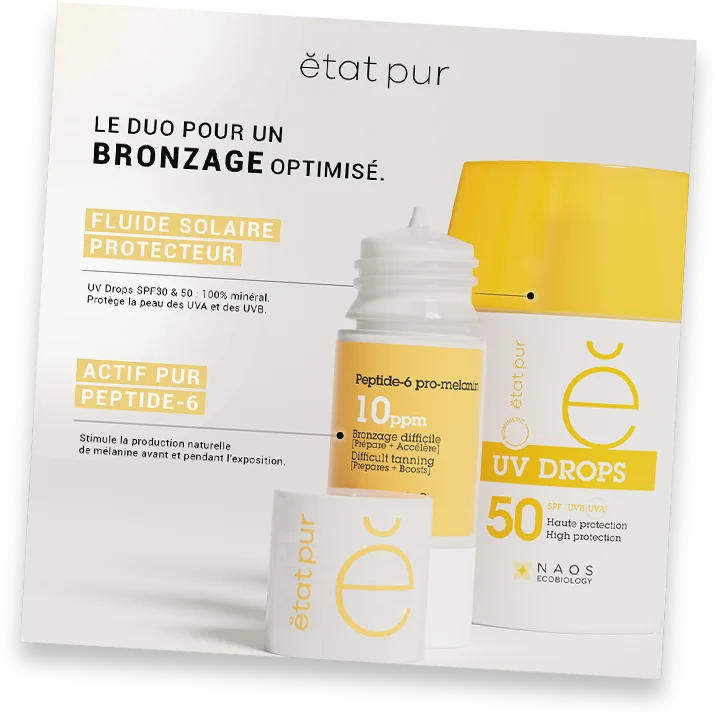 ĕtat pur
LE DUO POUR UN
BRONZAGE OPTIMISÉ.
FLUIDE SOLAIRE
PROTECTEUR
UV Drops SPF30 & 50 : 100% minéral.
Protège la peau des UVA et des UVB.
ACTIF PUR
PEPTIDE-6
Stimule la production naturelle
de mélanine avant et pendant l'exposition.
Peptide-6 pro-melanin
10ppm
Bronzage difficile
[Prépare + Accélère]
Difficult tanning
[Prepares + Boosts]
ĕtat pur
ĕtat pur
UV DROPS
50
SPF UVB UVA
Haute protection
High protection
NAOS
ECOBIOLOGY